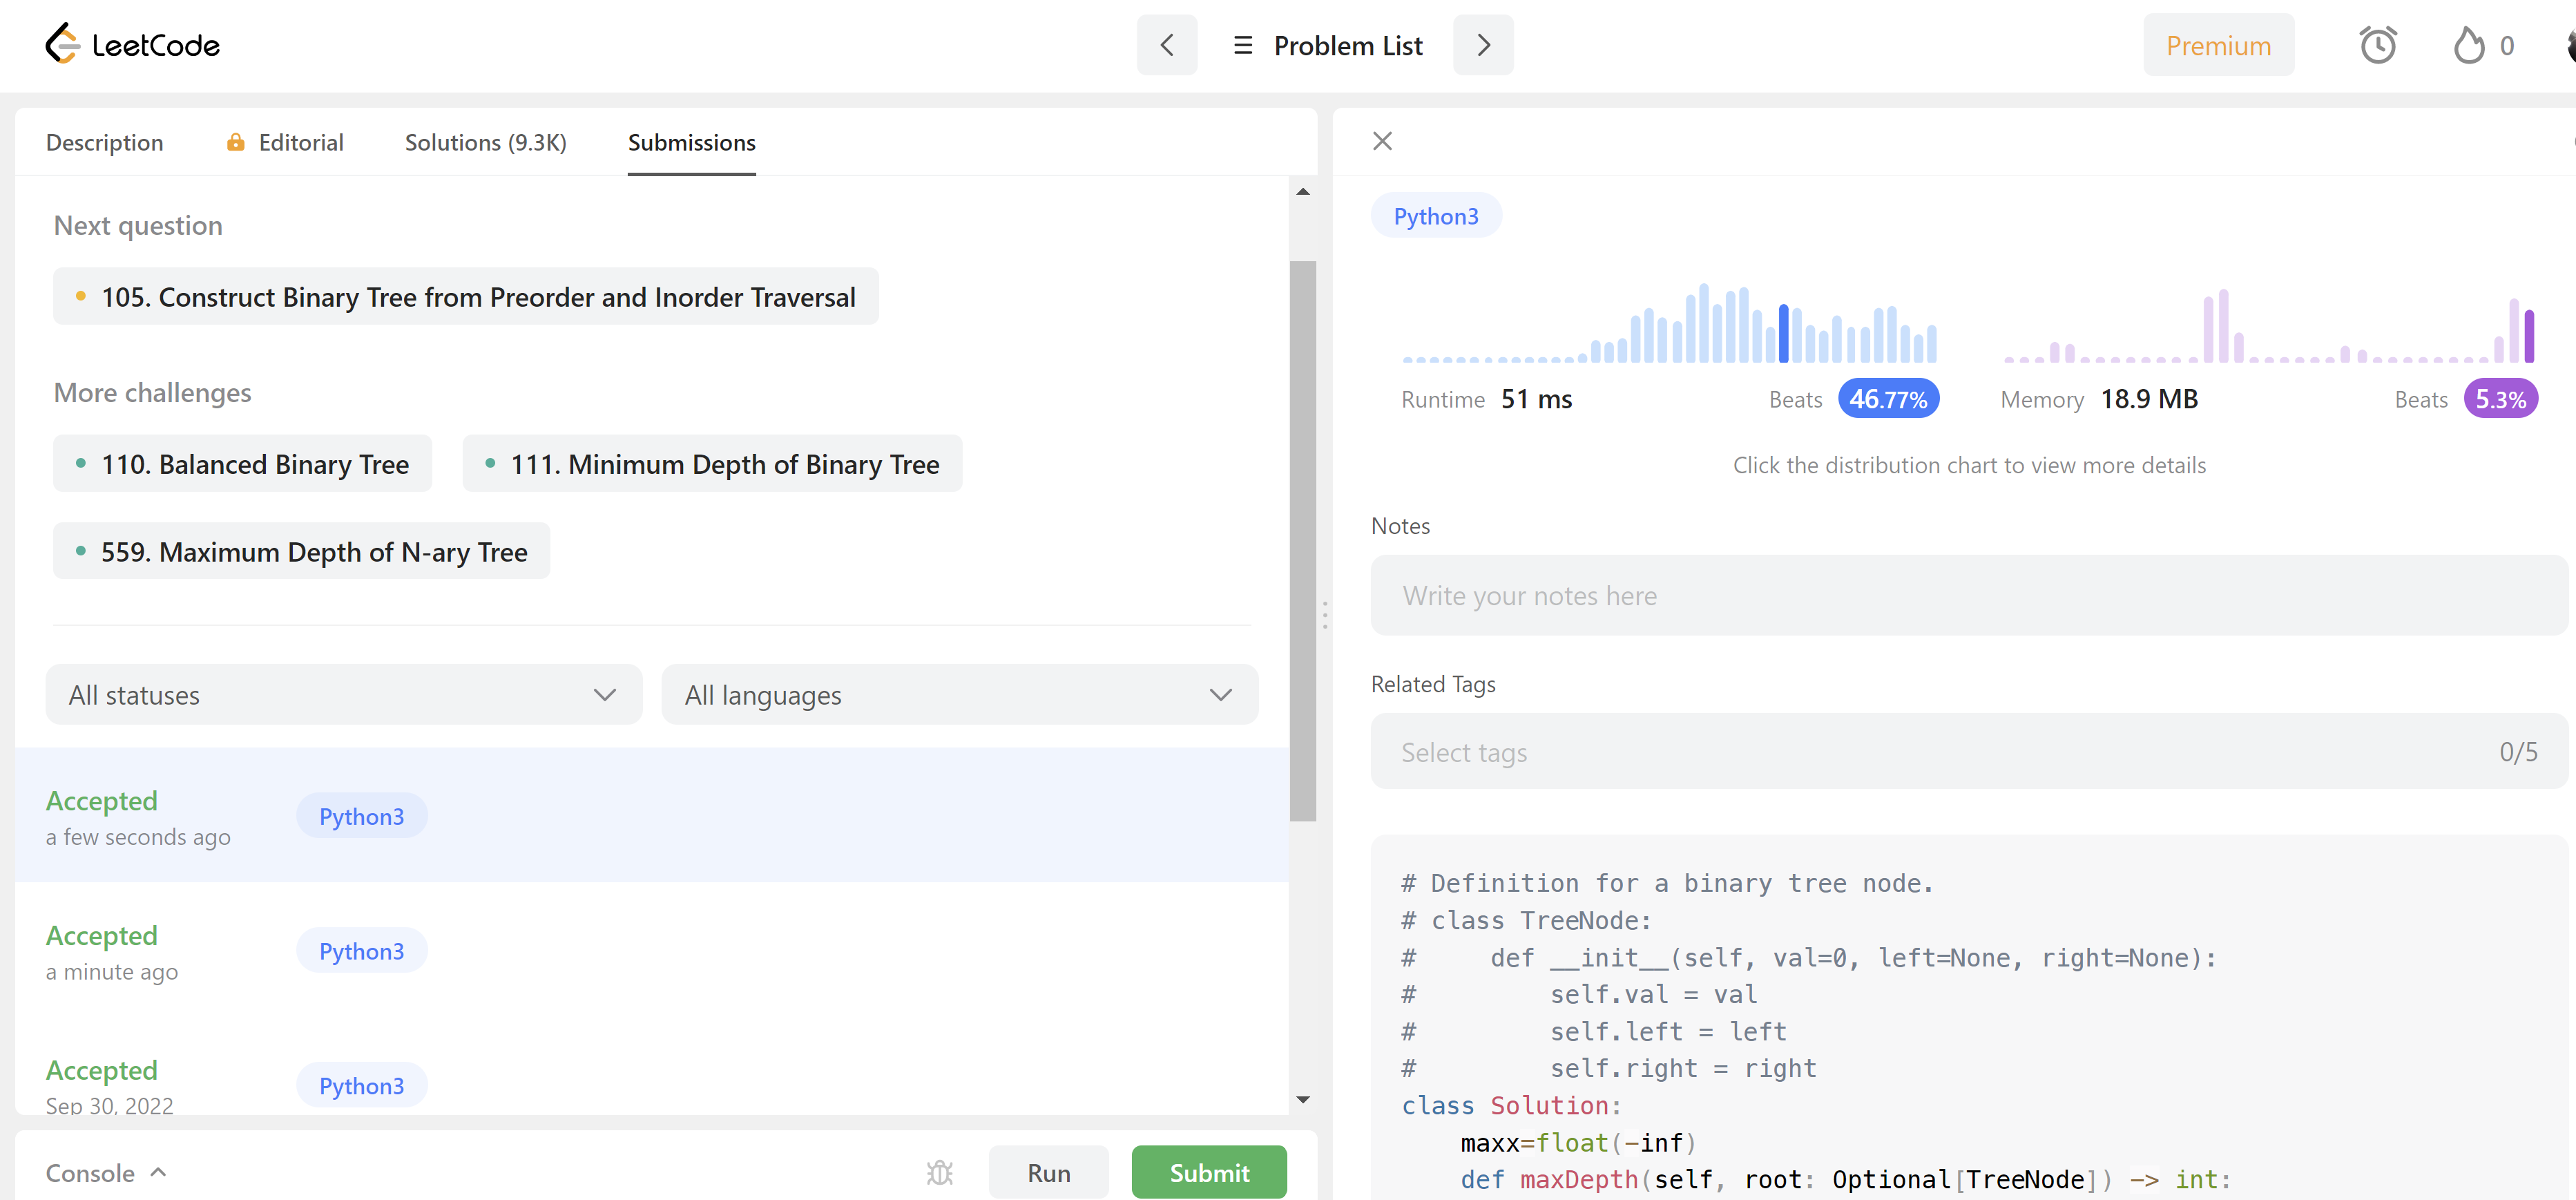 LeetCode
Problem List
Premium
0
Description
Editorial
Solutions (9.3K)
Submissions
Next question
105. Construct Binary Tree from Preorder and Inorder Traversal
More challenges
110. Balanced Binary Tree
111. Minimum Depth of Binary Tree
559. Maximum Depth of N-ary Tree
All statuses
All languages
Accepted
a few seconds ago
Python3
Accepted
a minute ago
Python3
Accepted
Sep 30, 2022
Python3
Console
Run
Submit
Python3
Runtime 51 ms
Beats 46.77%
Memory 18.9 MB
Beats 5.3%
Click the distribution chart to view more details
Notes
Write your notes here
Related Tags
Select tags
0/5
# Definition for a binary tree node.
# class TreeNode:
#     def __init__(self, val=0, left=None, right=None):
#         self.val = val
#         self.left = left
#         self.right = right
class Solution:
    maxx=float(-inf)
    def maxDepth(self, root: Optional[TreeNode]) -> int: